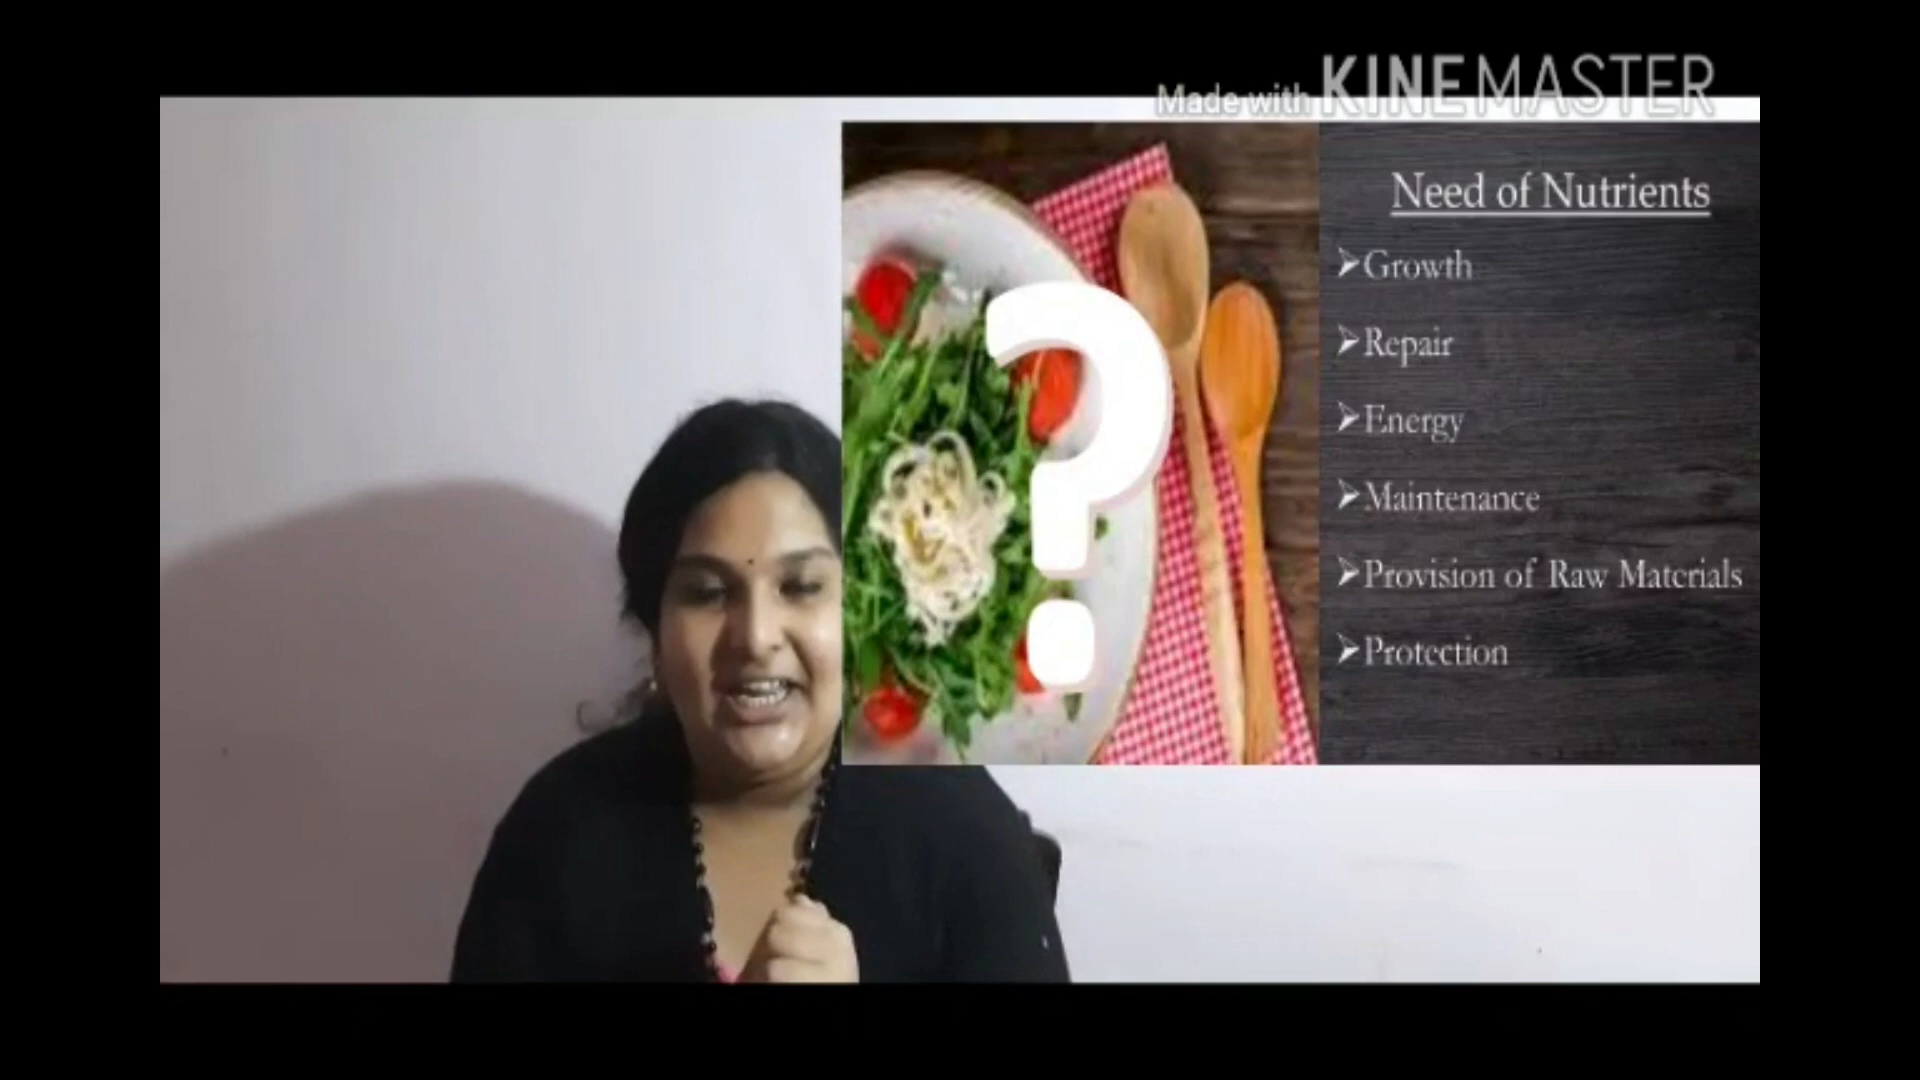 Made with KINEMASTER
Need of Nutrients
➤Growth
➤Repair
➤Energy
➤Maintenance
➤Provision of Raw Materials
➤Protection